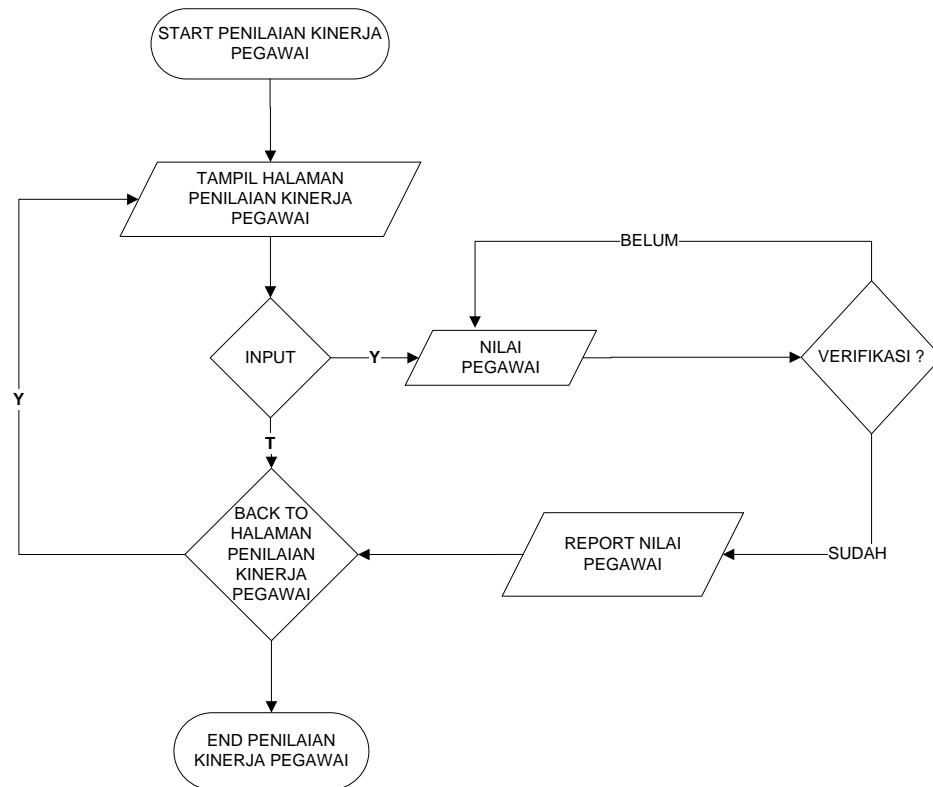 START PENILAIAN KINERJA
PEGAWAI
TAMPIL HALAMAN
PENILAIAN KINERJA
PEGAWAI
BELUM
INPUT
Y
NILAI
PEGAWAI
VERIFIKASI ?
Y
T
BACK TO
HALAMAN
PENILAIAN
KINERJA
PEGAWAI
REPORT NILAI
PEGAWAI
SUDAH
END PENILAIAN
KINERJA PEGAWAI